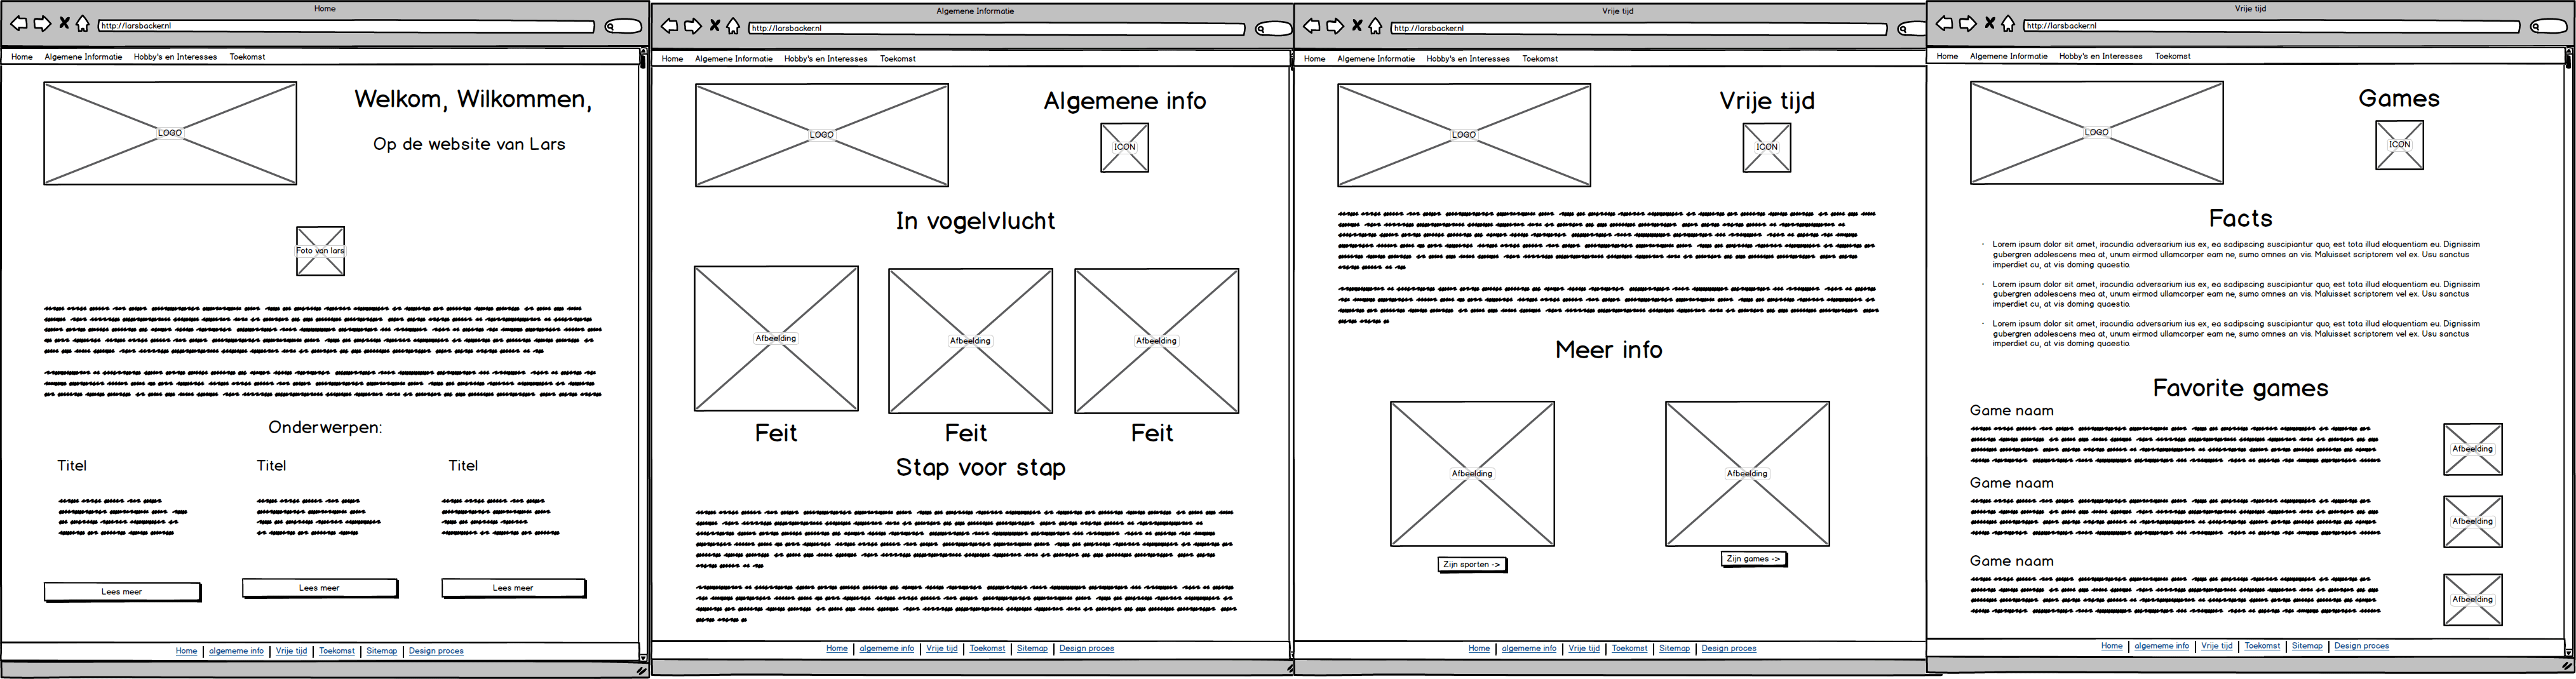 Home
http://larsbacker.nl
Home Algemene Informatie Hobby's en Interesses Toekomst
LOGO
Welkom, Wilkommen,
Op de website van Lars
Foto van lars
Onderwerpen:
Titel Titel Titel
Lees meer Lees meer Lees meer
Home | algememe info | Vrije tijd | Toekomst | Sitemap | Design proces
Algemene Informatie
http://larsbacker.nl
Home Algemene Informatie Hobby's en Interesses Toekomst
LOGO
Algemene info
ICON
In vogelvlucht
Afbeelding Afbeelding Afbeelding
Feit Feit Feit
Stap voor stap
Home | algememe info | Vrije tijd | Toekomst | Sitemap | Design proces
Vrije tijd
http://larsbacker.nl
Home Algemene Informatie Hobby's en Interesses Toekomst
LOGO
Vrije tijd
ICON
Meer info
Afbeelding Afbeelding
Zijn sporten -> Zijn games ->
Home | algememe info | Vrije tijd | Toekomst | Sitemap | Design proces
Vrije tijd
http://larsbacker.nl
Home Algemene Informatie Hobby's en Interesses Toekomst
LOGO
Games
ICON
Facts
· Lorem ipsum dolor sit amet, iracundia adversarium ius ex, ea sadipscing suscipiantur quo, est tota illud eloquentiam eu. Dignissim
gubergren adolescens mea at, unum eirmod ullamcorper eam ne, sumo omnes an vis. Maluisset scriptorem vel ex. Usu sanctus
imperdiet cu, at vis doming quaestio.
· Lorem ipsum dolor sit amet, iracundia adversarium ius ex, ea sadipscing suscipiantur quo, est tota illud eloquentiam eu. Dignissim
gubergren adolescens mea at, unum eirmod ullamcorper eam ne, sumo omnes an vis. Maluisset scriptorem vel ex. Usu sanctus
imperdiet cu, at vis doming quaestio.
· Lorem ipsum dolor sit amet, iracundia adversarium ius ex, ea sadipscing suscipiantur quo, est tota illud eloquentiam eu. Dignissim
gubergren adolescens mea at, unum eirmod ullamcorper eam ne, sumo omnes an vis. Maluisset scriptorem vel ex. Usu sanctus
imperdiet cu, at vis doming quaestio.
Favorite games
Game naam
Afbeelding
Game naam
Afbeelding
Game naam
Afbeelding
Home | algememe info | Vrije tijd | Toekomst | Sitemap | Design proces